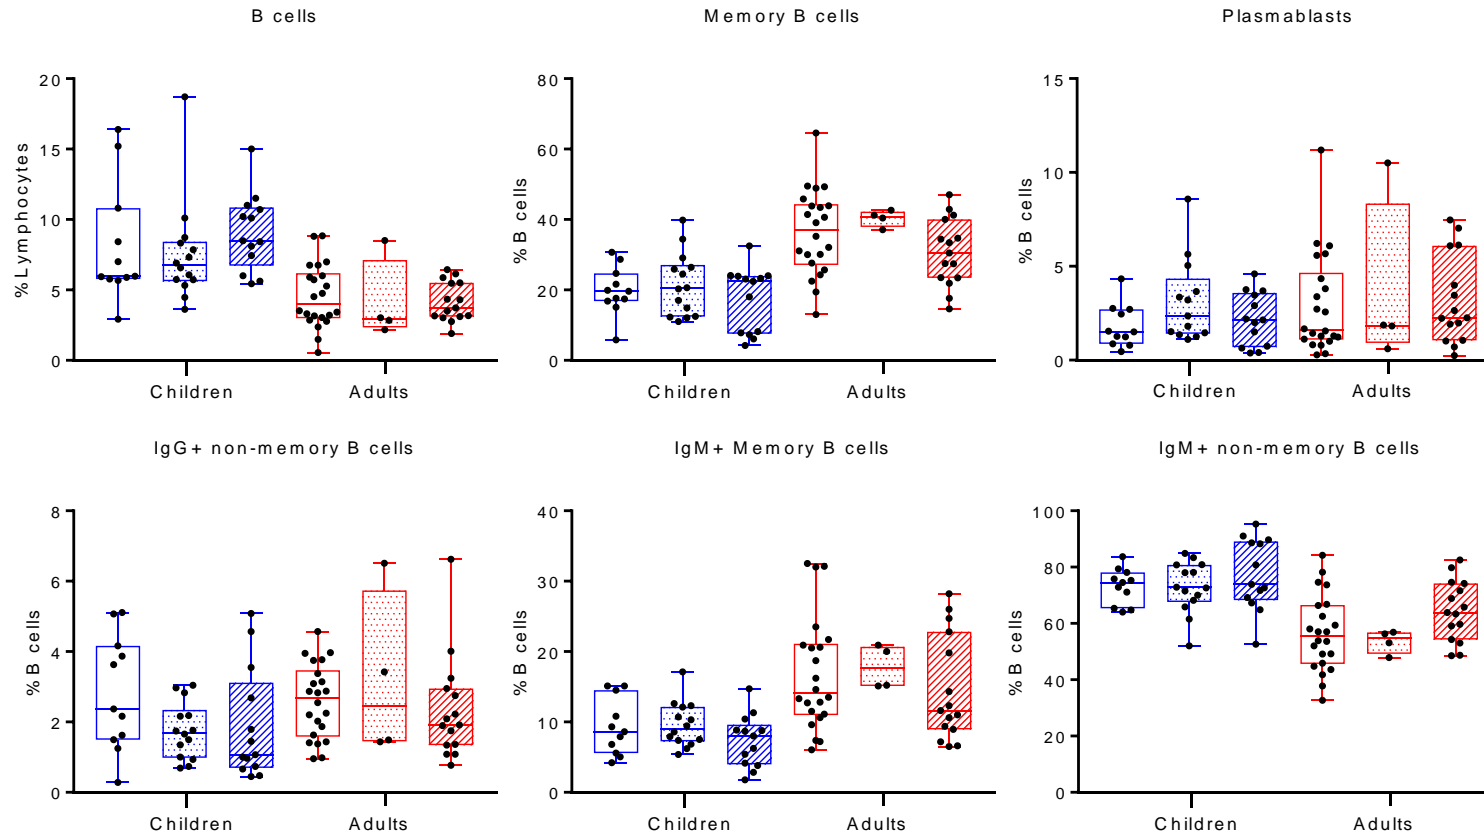 B cells
Memory B cells
Plasmablasts
% Lymphocytes
20
15
10
5
0
Children
Adults
% B cells
80
60
40
20
0
Children
Adults
% B cells
15
10
5
0
Children
Adults
IgG+ non-memory B cells
IgM+ Memory B cells
IgM+ non-memory B cells
% B cells
8
6
4
2
0
Children
Adults
% B cells
40
30
20
10
0
Children
Adults
% B cells
100
80
60
40
20
0
Children
Adults